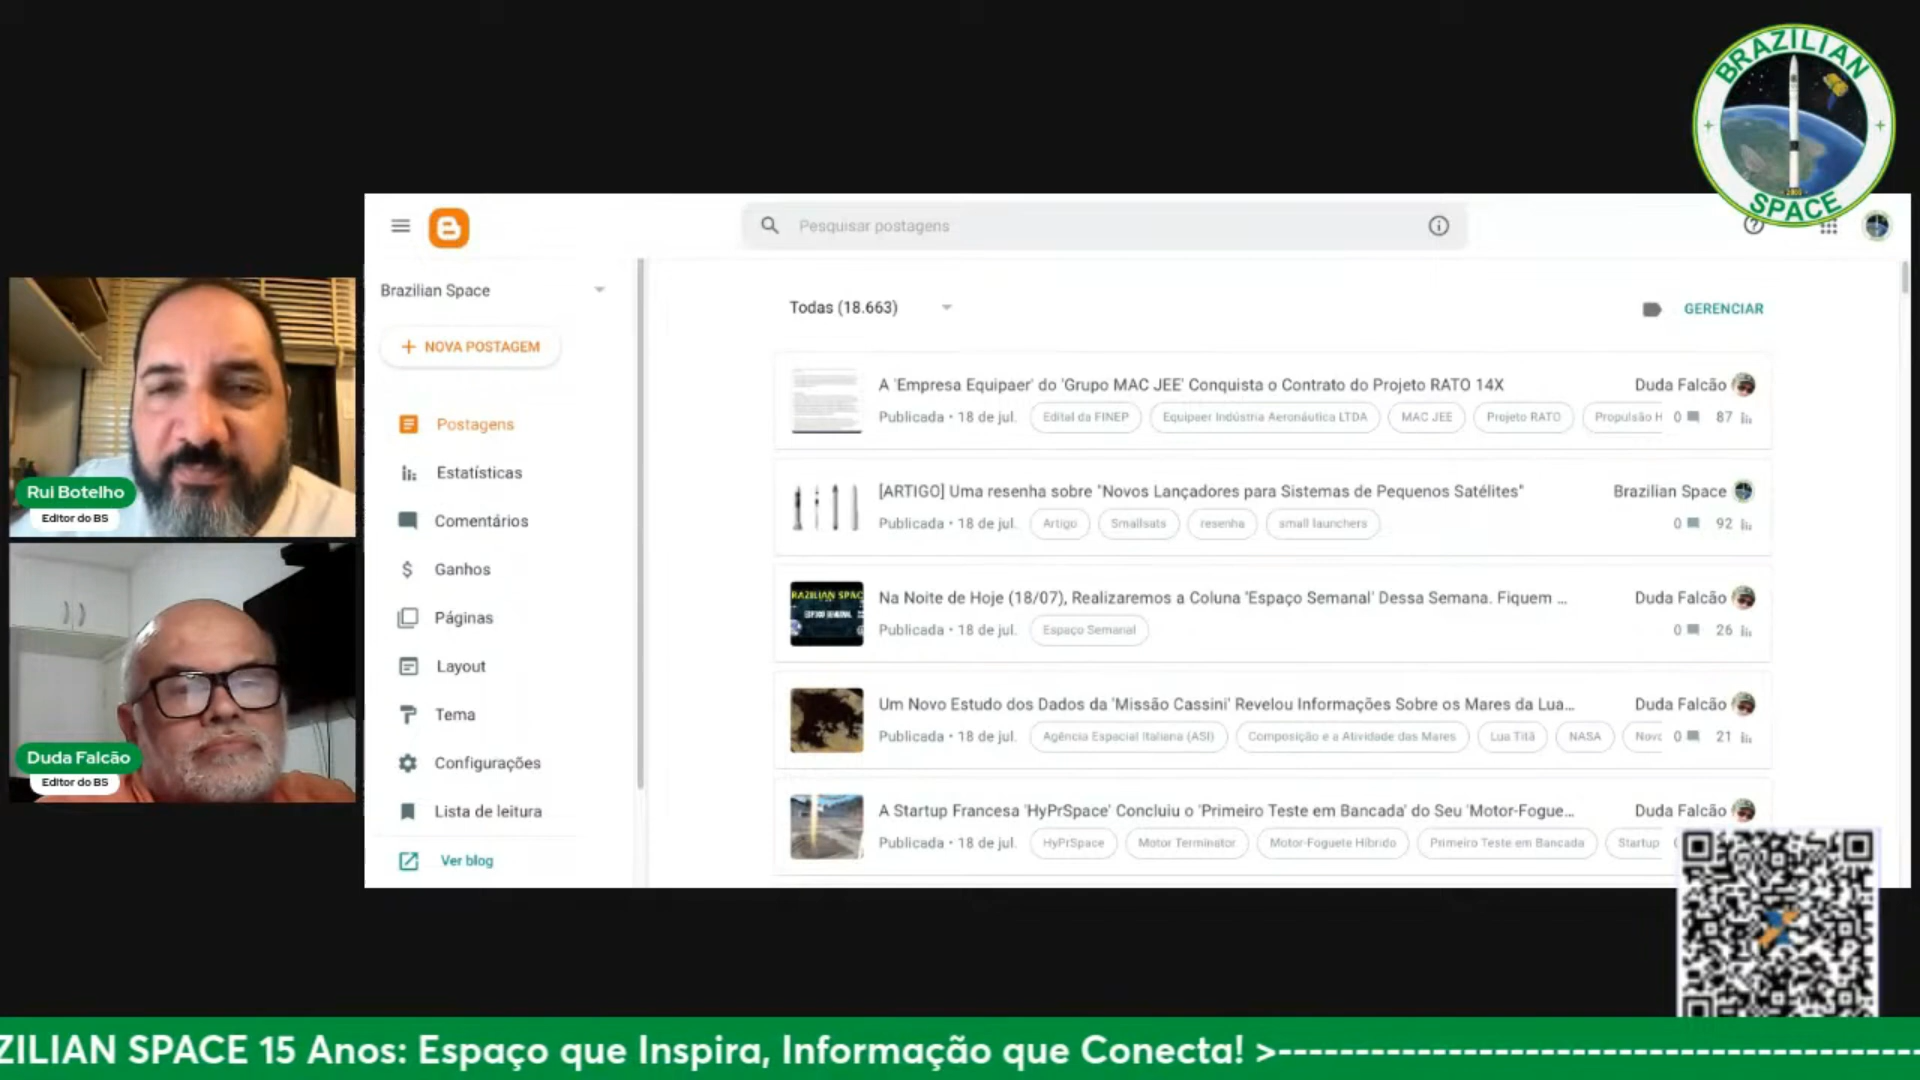 BRAZILIAN
SPACE
Pesquisar postagens
Brazilian Space
NOVA POSTAGEM
Postagens
Estatísticas
Comentários
Ganhos
Páginas
Layout
Tema
Configurações
Lista de leitura
Ver blog
Todas (18.663)
GERENCIAR
A 'Empresa Equipaer' do 'Grupo MAC JEE' Conquista o Contrato do Projeto RATO 14X
Duda Falcão
Publicada • 18 de jul. Edital da FINEP Equipaer Indústria Aeronáutica LTDA MAC JEE Projeto RATO Propulsão H 0 87
[ARTIGO] Uma resenha sobre "Novos Lançadores para Sistemas de Pequenos Satélites"
Brazilian Space
Publicada • 18 de jul. Artigo Smallsats resenha small launchers 0 92
Na Noite de Hoje (18/07), Realizaremos a Coluna 'Espaço Semanal' Dessa Semana. Fiquem ...
Duda Falcão
Publicada • 18 de jul. Espaço Semanal 0 26
Um Novo Estudo dos Dados da 'Missão Cassini' Revelou Informações Sobre os Mares da Lua...
Duda Falcão
Publicada • 18 de jul. Agência Espacial Italiana (ASI) Composição e a Atividade das Mares Lua Titã NASA Novo 0 21
A Startup Francesa 'HyPrSpace' Concluiu o 'Primeiro Teste em Bancada' do Seu 'Motor-Fogue...
Duda Falcão
Publicada • 18 de jul. HyPrSpace Motor Terminator Motor-Foguete Híbrido Primeiro Teste em Bancada Startup
Rui Botelho
Editor do BS
Duda Falcão
Editor do BS
ZILIAN SPACE 15 Anos: Espaço que Inspira, Informação que Conecta! >----------------------------------------